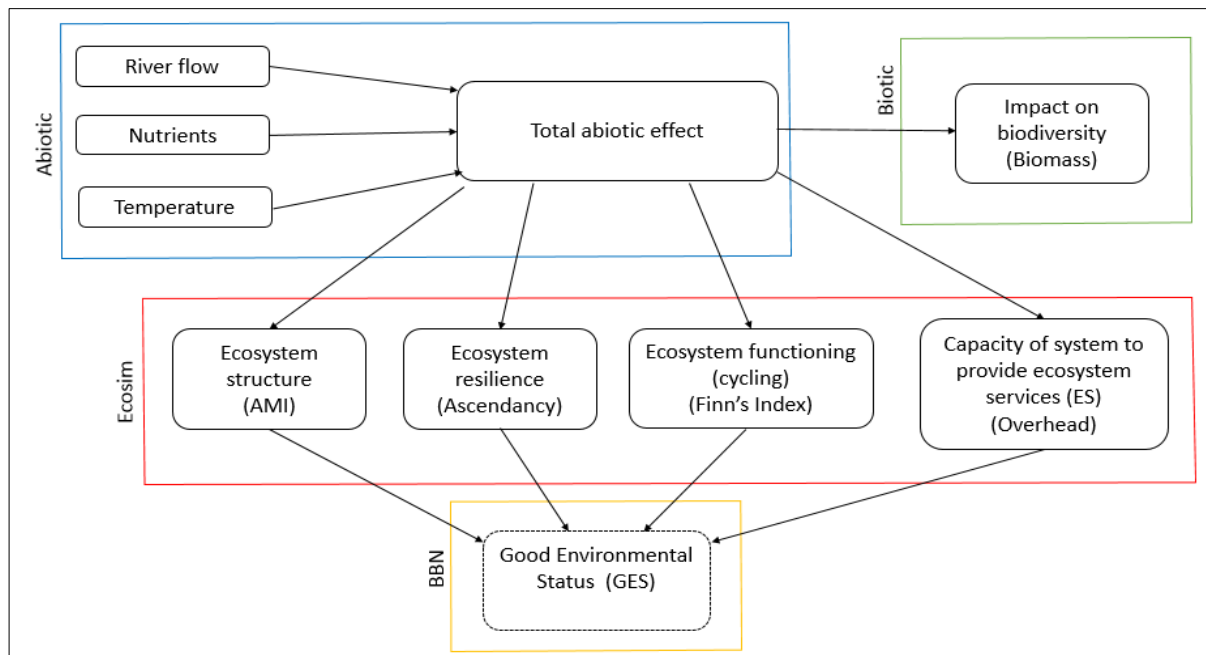 Abiotic
River flow
Nutrients
Temperature
Total abiotic effect
Biotic
Impact on
biodiversity
(Biomass)
Ecosim
Ecosystem
structure
(AMI)
Ecosystem
resilience
(Ascendancy)
Ecosystem functioning
(cycling)
(Finn's Index)
Capacity of system to
provide ecosystem
services (ES)
(Overhead)
BBN
Good Environmental
Status (GES)